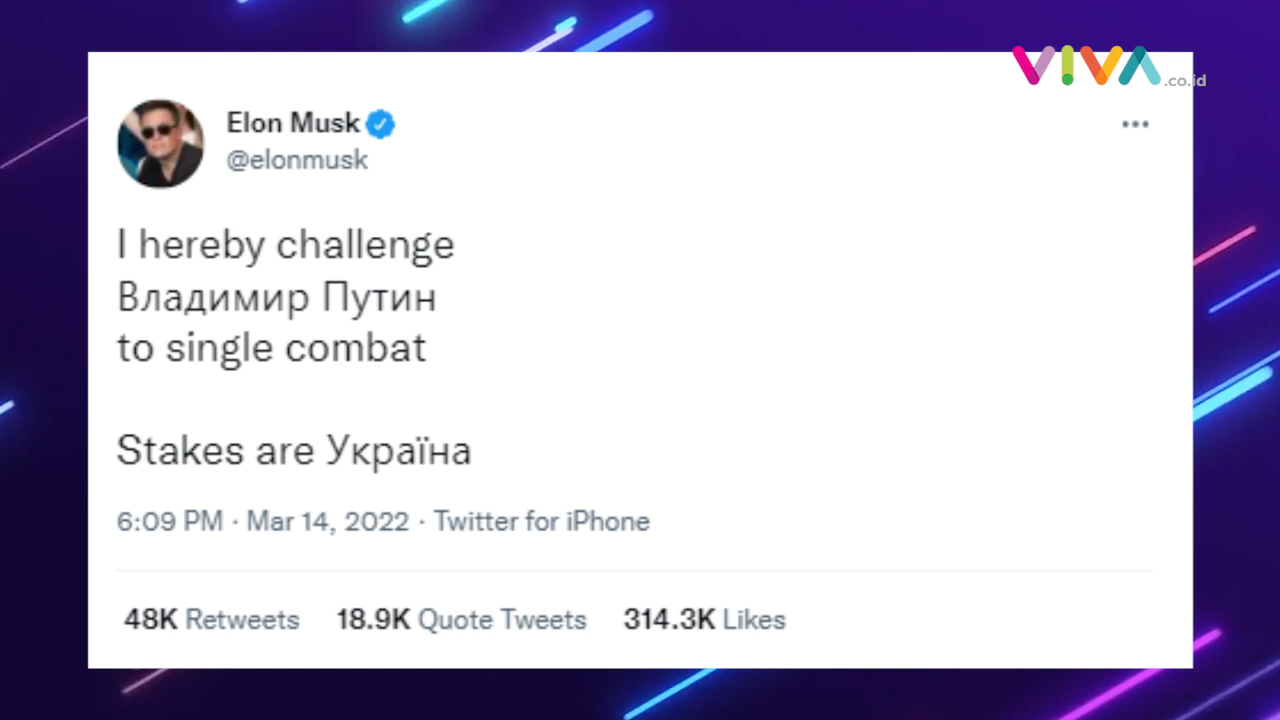 VIVA.co.id
Elon Musk
@elonmusk
I hereby challenge
Владимир Путин
to single combat
Stakes are Україна
6:09 PM · Mar 14, 2022 · Twitter for iPhone
48K Retweets 18.9K Quote Tweets 314.3K Likes